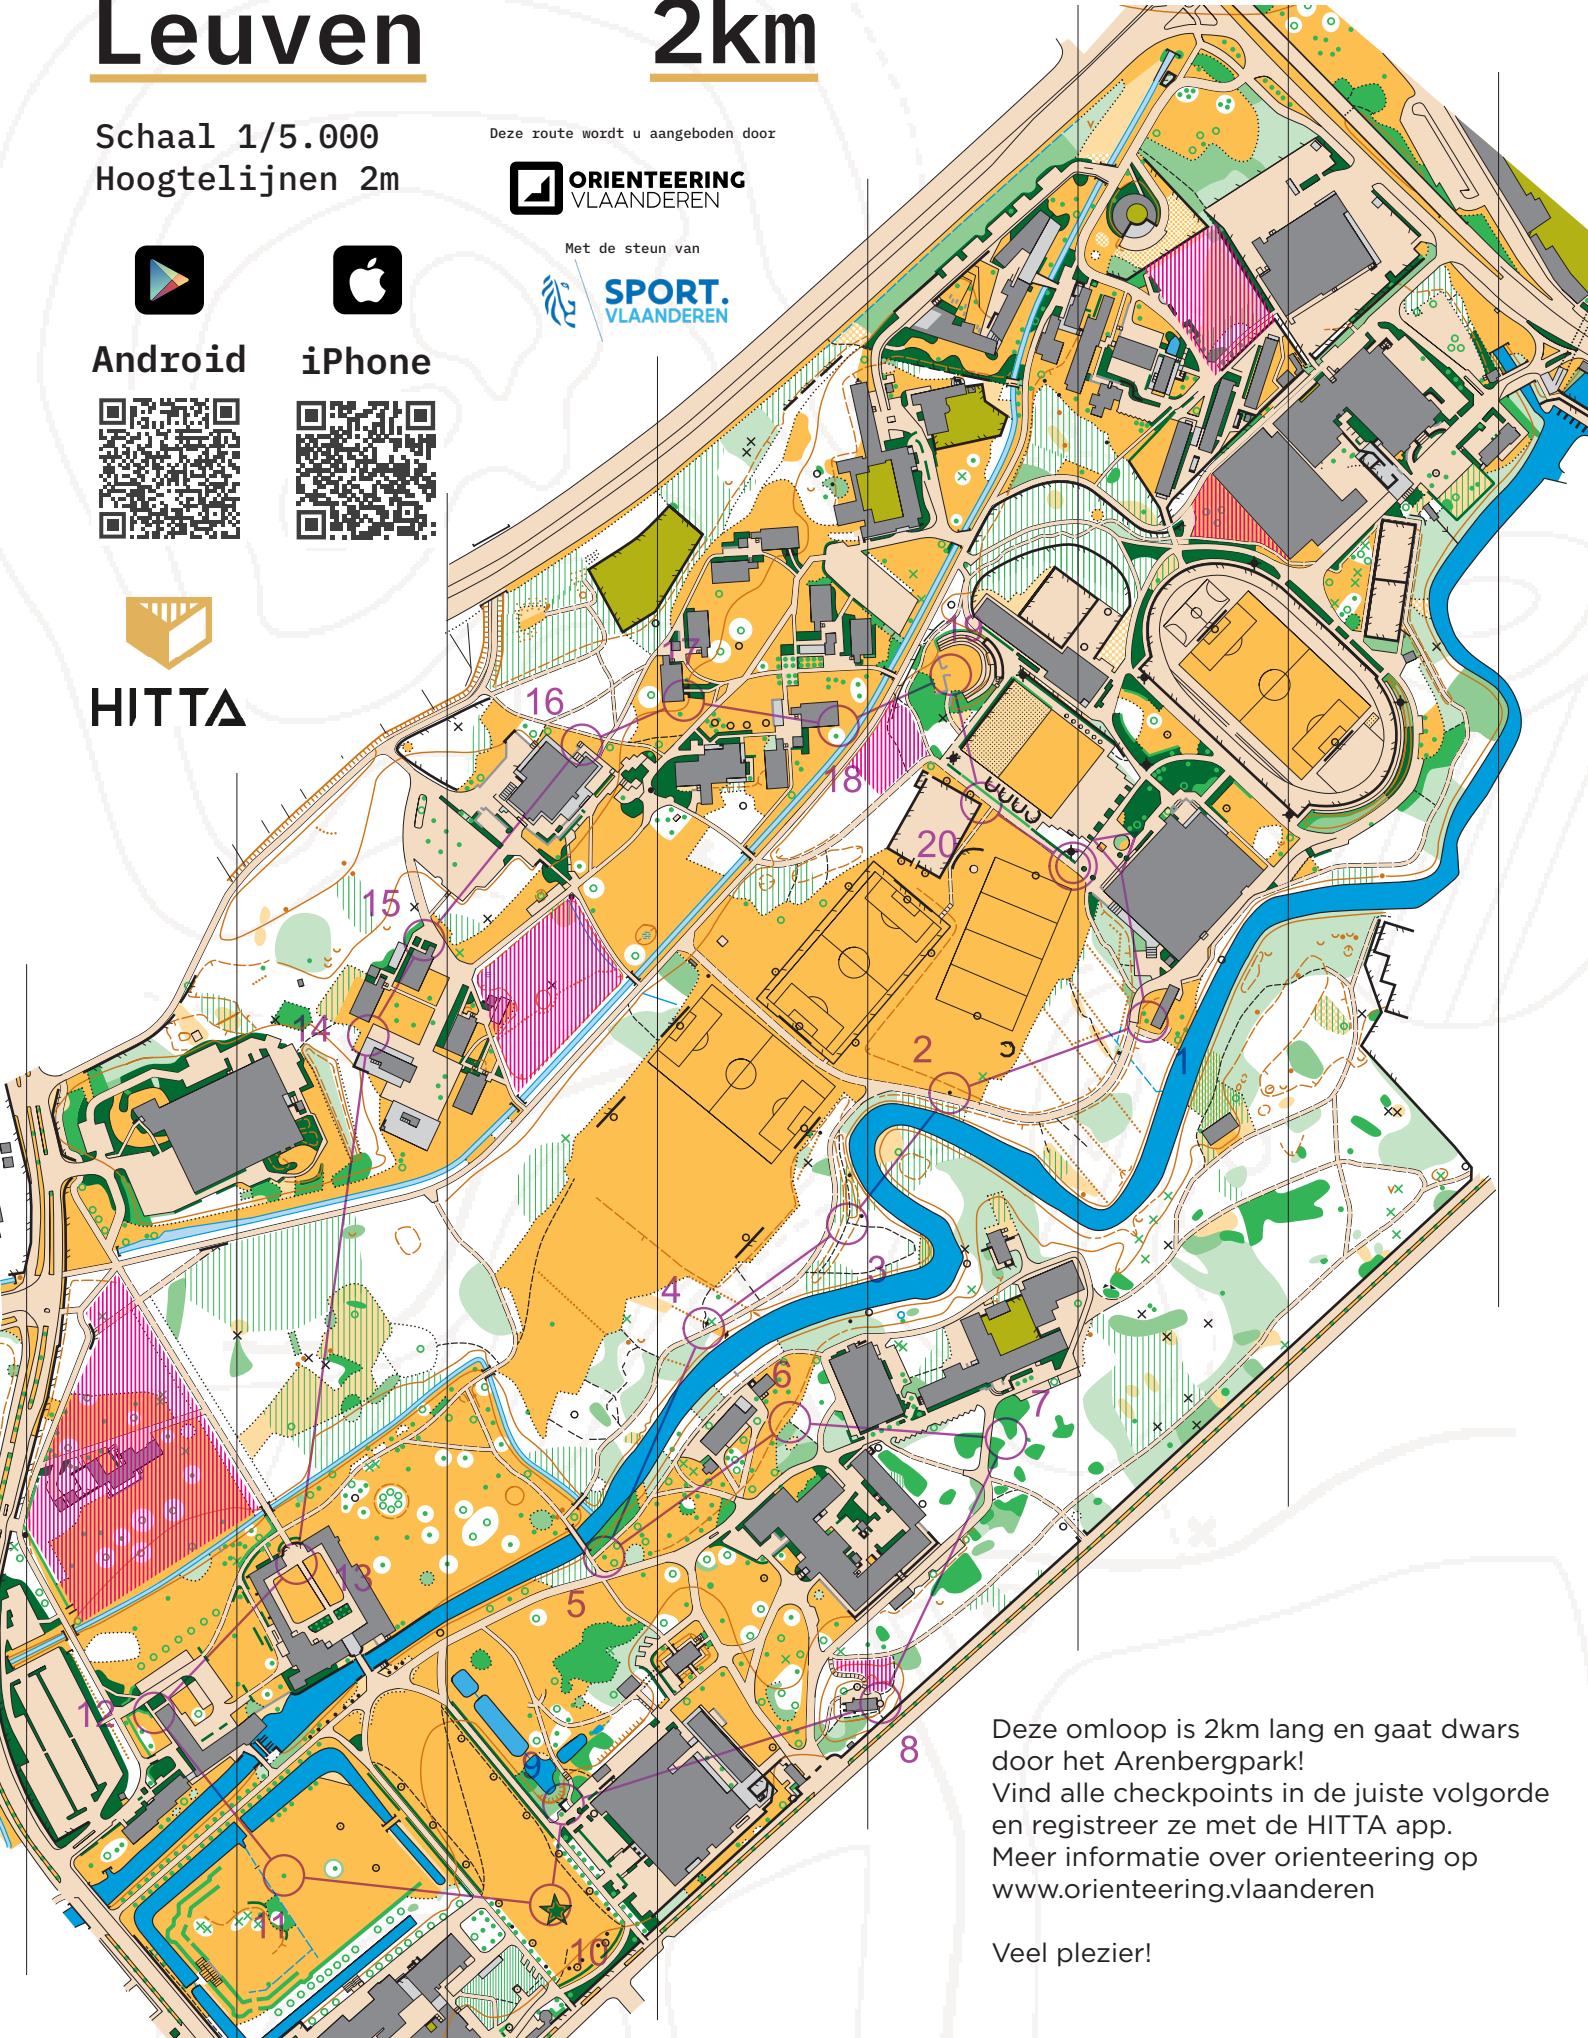 Leuven 2km
Schaal 1/5.000
Hoogtelijnen 2m
Deze route wordt u aangeboden door
ORIENTEERING
VLAANDEREN
Met de steun van
SPORT.
VLAANDEREN
Android iPhone
HITTA
19
17
16
18
20
15
14
2
1
3
4
6
7
5
13
12
8
9
11
10
Deze omloop is 2km lang en gaat dwars
door het Arenbergpark!
Vind alle checkpoints in de juiste volgorde
en registreer ze met de HITTA app.
Meer informatie over orienteering op
www.orienteering.vlaanderen
Veel plezier!